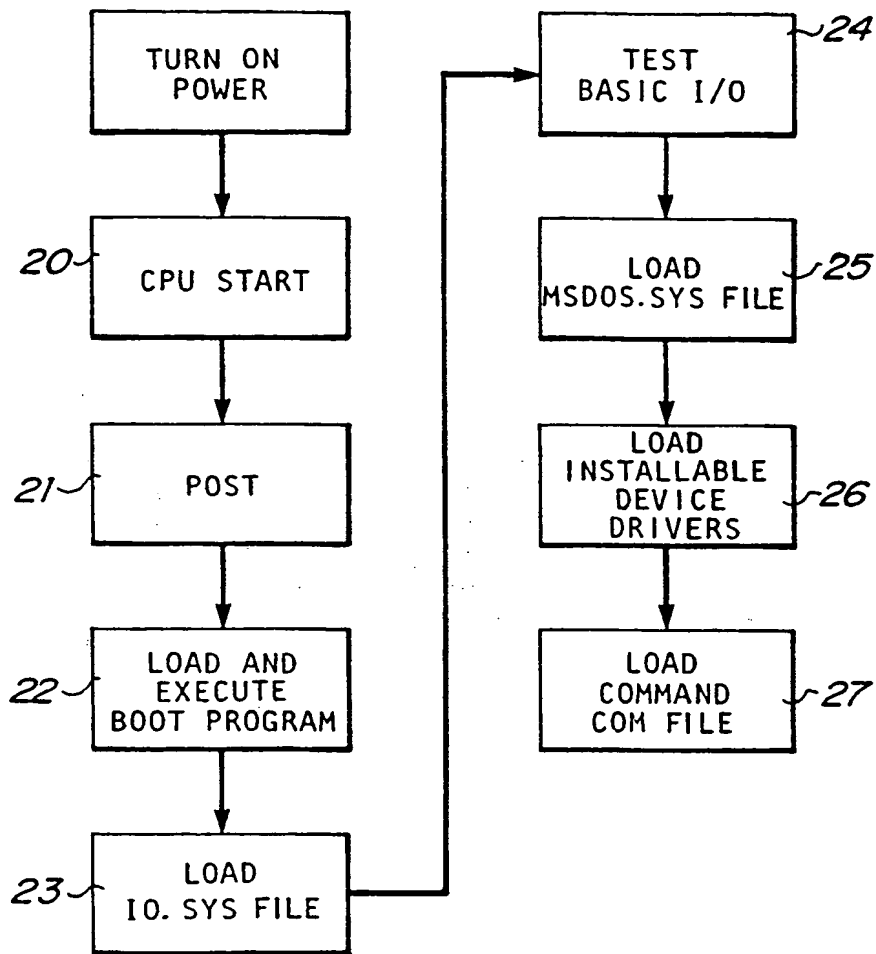 TURN ON
POWER
20
CPU START
21
POST
22
LOAD AND
EXECUTE
BOOT PROGRAM
23
LOAD
IO. SYS FILE
24
TEST
BASIC I/O
25
LOAD
MSDOS.SYS FILE
26
LOAD
INSTALLABLE
DEVICE
DRIVERS
27
LOAD
COMMAND
COM FILE